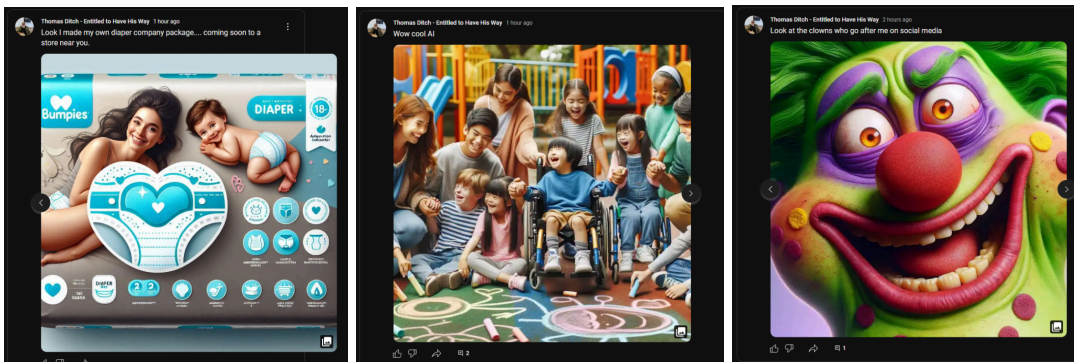 Thomas Ditch - Entitled to Have His Way 1 hour ago
Look I made my own diaper company package.... coming soon to a
store near you.
Bumpies
DIAPER
18-
DIAPER
Thomas Ditch - Entitled to Have His Way 1 hour ago
Wow cool AI
2
Thomas Ditch - Entitled to Have His Way 2 hours ago
Look at the clowns who go after me on social media
1